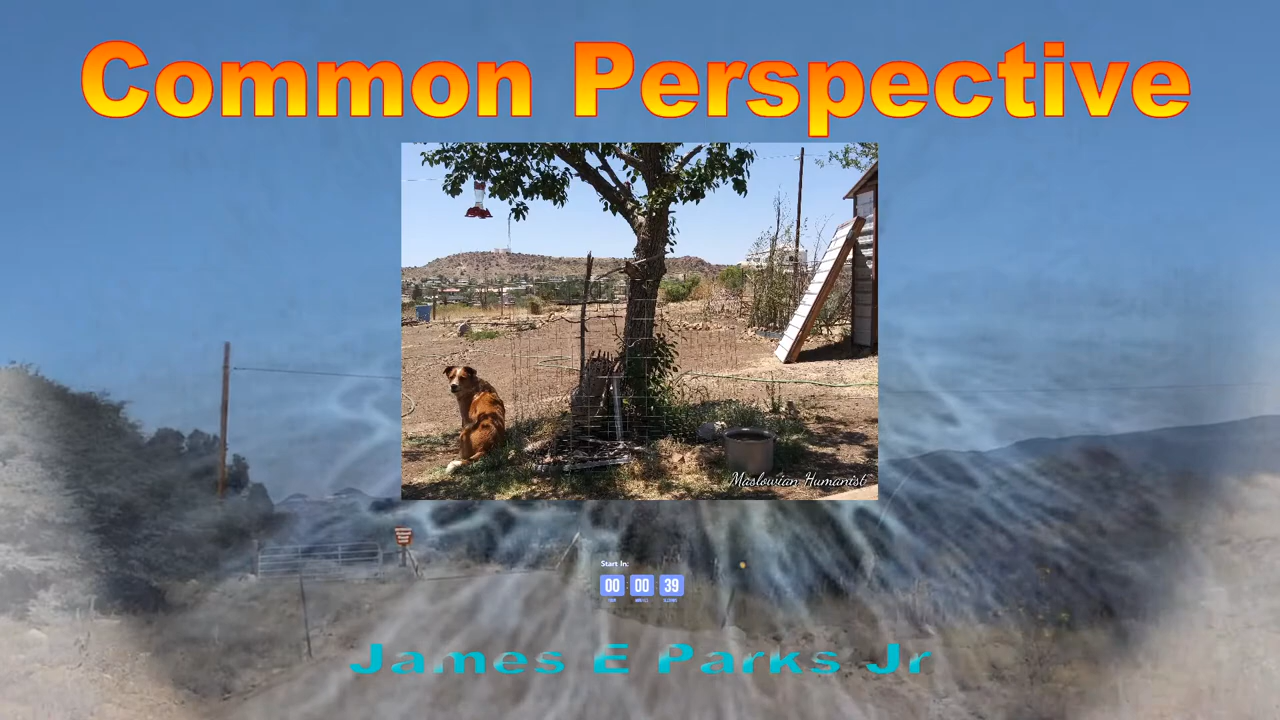 Common Perspective
Maslowian Humanist
Start In:
00 00 39
James E Parks Jr